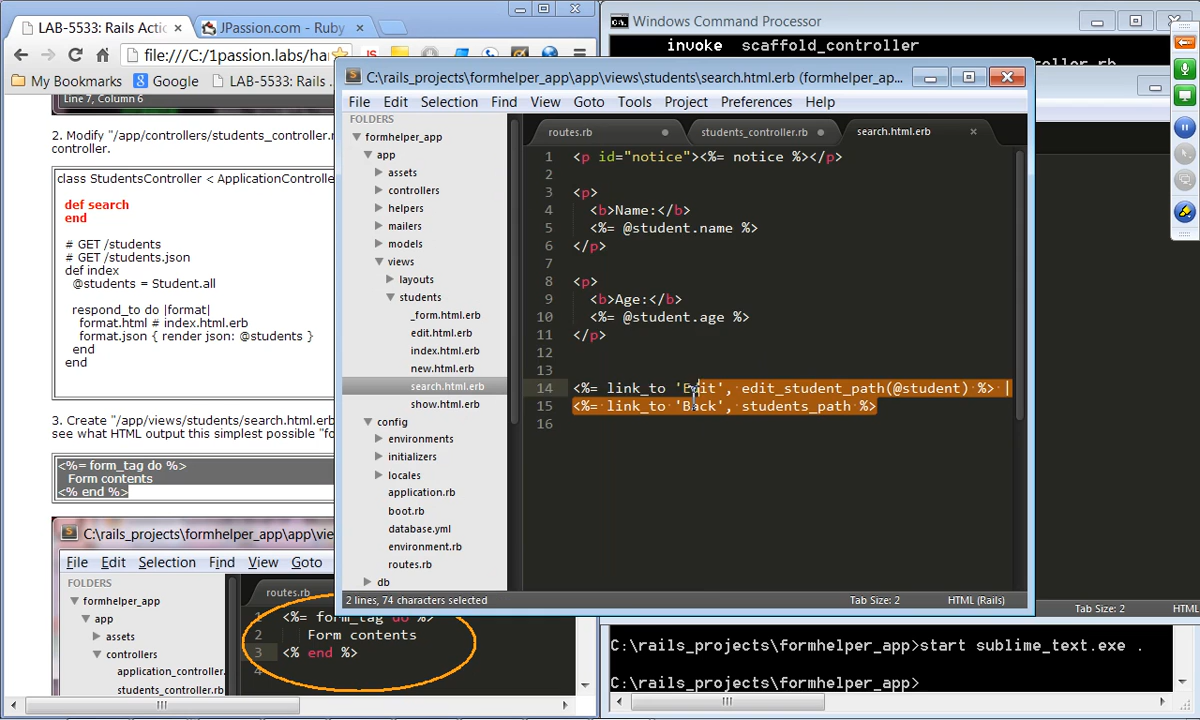 LAB-5533: Rails Actio
JPassion.com - Ruby
file:///C:/1passion.labs/han
My Bookmarks
Google
LAB-5533: Rails
Line 7, Column 6
2. Modify "/app/controllers/students_controller.r
controller.
class StudentsController < ApplicationController
def search
end
# GET /students
# GET /students.json
def index
@students = Student.all
respond_to do |format|
format.html # index.html.erb
format.json { render json: @students }
end
end
3. Create "/app/views/students/search.html.erb
see what HTML output this simplest possible "fo
<%= form_tag do %>
Form contents
<% end %>
C:\rails_projects\formhelper_app\app\vie
File Edit Selection Find View Goto
FOLDERS
formhelper_app
app
assets
controllers
application_controller.
students_controller.rb
routes.rb
1 <%= form_tag do %>
2 Form contents
3 <% end %>
4
Windows Command Processor
invoke scaffold_controller
C:\rails_projects\formhelper_app\app\views\students\search.html.erb (formhelper_ap...
File Edit Selection Find View Goto Tools Project Preferences Help
FOLDERS
formhelper_app
app
assets
controllers
helpers
mailers
models
views
layouts
students
_form.html.erb
edit.html.erb
index.html.erb
new.html.erb
search.html.erb
show.html.erb
config
environments
initializers
locales
application.rb
boot.rb
database.yml
environment.rb
routes.rb
db
routes.rb
students_controller.rb
search.html.erb
1 <p id="notice"><%= notice %></p>
2
3 <p>
4 <b>Name:</b>
5 <%= @student.name %>
6 </p>
7
8 <p>
9 <b>Age:</b>
10 <%= @student.age %>
11 </p>
12
13
14 <%= link_to 'Edit', edit_student_path(@student) %> |
15 <%= link_to 'Back', students_path %>
16
2 lines, 74 characters selected
Tab Size: 2
HTML (Rails)
Tab Size: 2
HTML
C:\rails_projects\formhelper_app>start sublime_text.exe .
C:\rails_projects\formhelper_app>